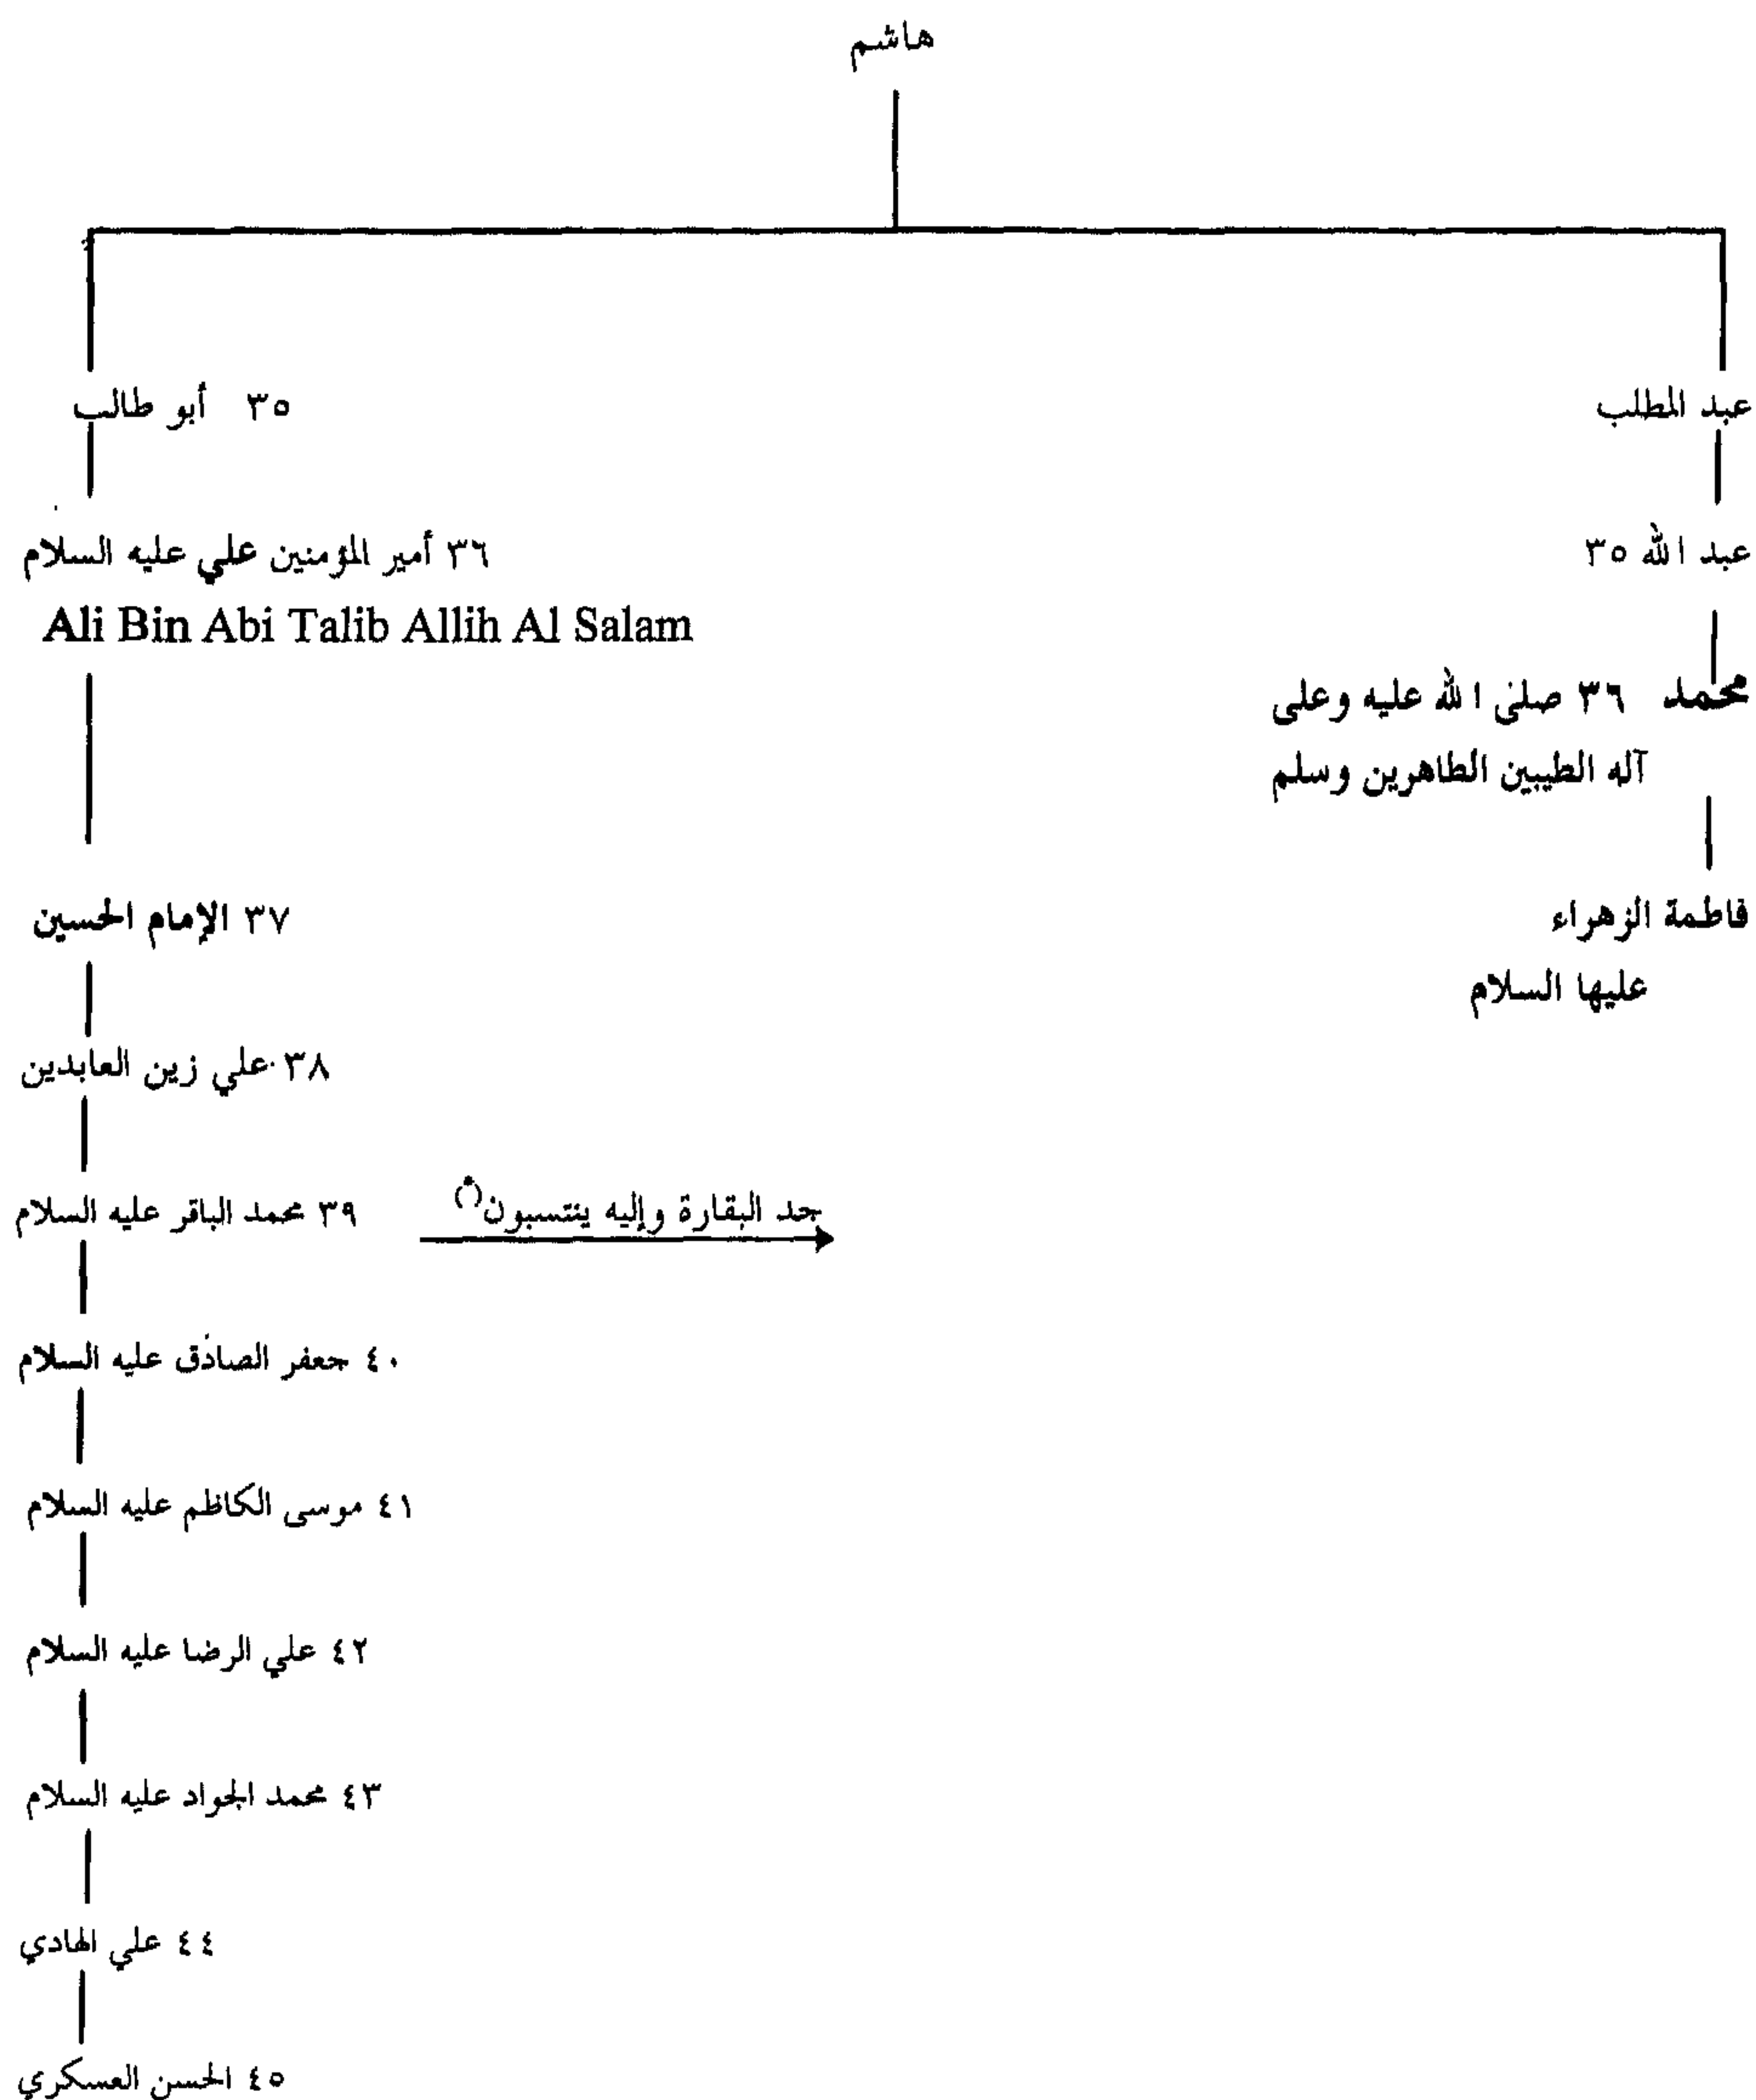 هاشم
عبد المطلب
٣٥ أبو طالب
عبد الله ٣٥
٣٦ أمير المؤمنين علي عليه السلام
Ali Bin Abi Talib Allih Al Salam
محمد ٣٦ صلى الله عليه وعلى
آله الطيبين الطاهرين وسلم
فاطمة الزهراء
عليها السلام
٣٧ الإمام الحسين
٣٨ علي زين العابدين
٣٩ محمد الباقر عليه السلام
جد البقارة وإليه ينتسبون(*)
٤٠ جعفر الصادق عليه السلام
٤١ موسى الكاظم عليه السلام
٤٢ علي الرضا عليه السلام
٤٣ محمد الجواد عليه السلام
٤٤ علي الهادي
٤٥ الحسن العسكري